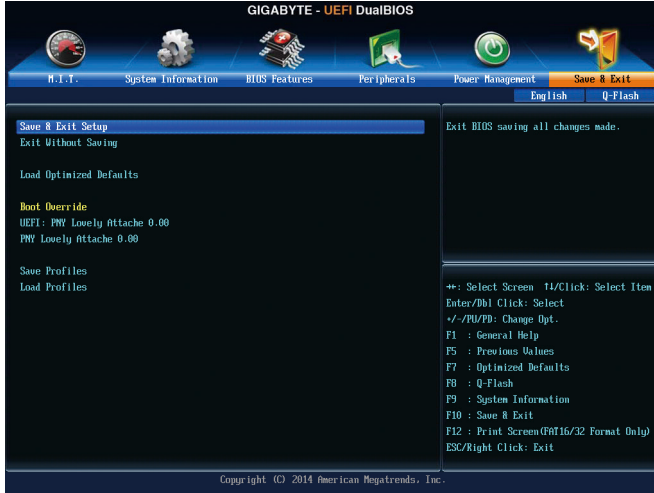 GIGABYTE - UEFI DualBIOS
M.I.T.
System Information
BIOS Features
Peripherals
Power Management
Save & Exit
English
Q-Flash
Save & Exit Setup
Exit Without Saving
Load Optimized Defaults
Boot Override
UEFI: PNY Lovely Attache 0.00
PNY Lovely Attache 0.00
Save Profiles
Load Profiles
Exit BIOS saving all changes made.
→←: Select Screen ↑↓/Click: Select Item
Enter/Dbl Click: Select
+/-/PU/PD: Change Opt.
F1 : General Help
F5 : Previous Values
F7 : Optimized Defaults
F8 : Q-Flash
F9 : System Information
F10 : Save & Exit
F12 : Print Screen(FAT16/32 Format Only)
ESC/Right Click: Exit
Copyright (C) 2014 American Megatrends, Inc.